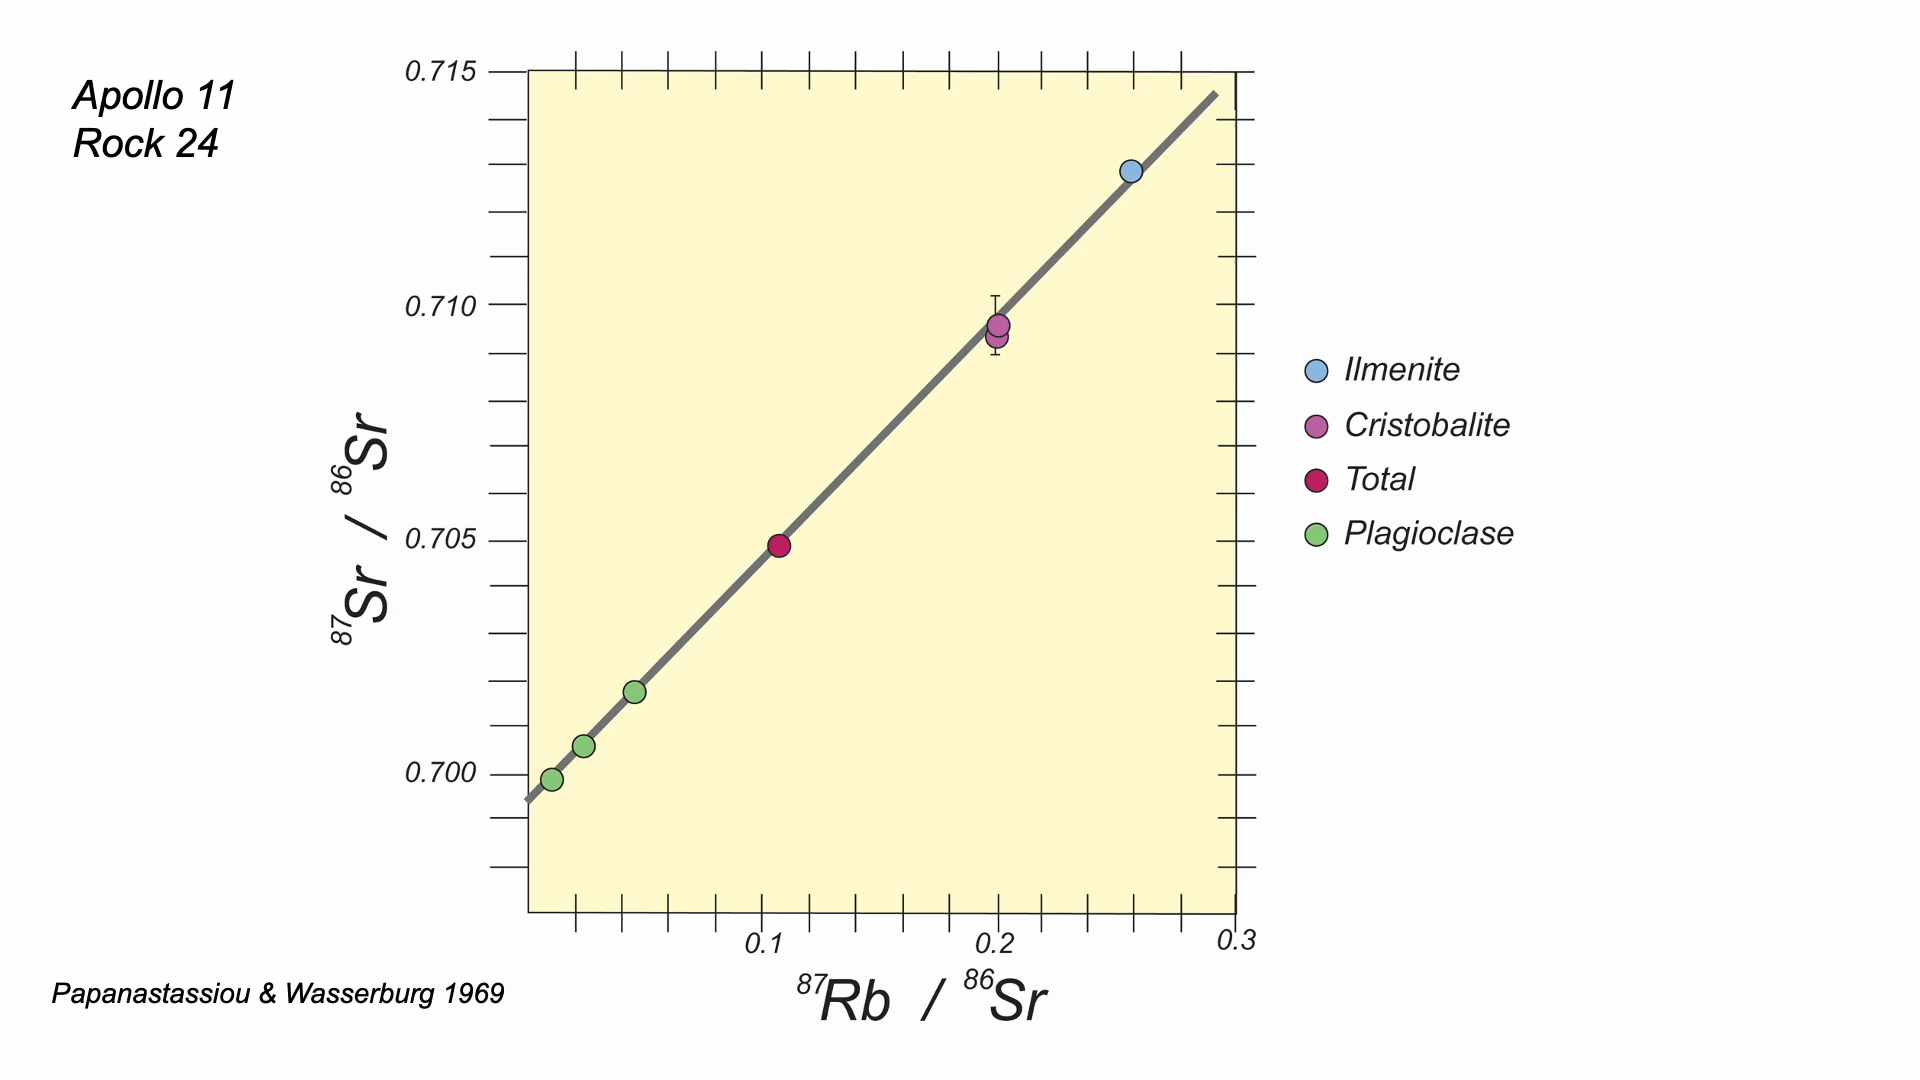 Apollo 11
Rock 24
0.715
0.710
0.705
0.700
87Sr / 86Sr
0.1 0.2 0.3
87Rb / 86Sr
Ilmenite
Cristobalite
Total
Plagioclase
Papanastassiou & Wasserburg 1969